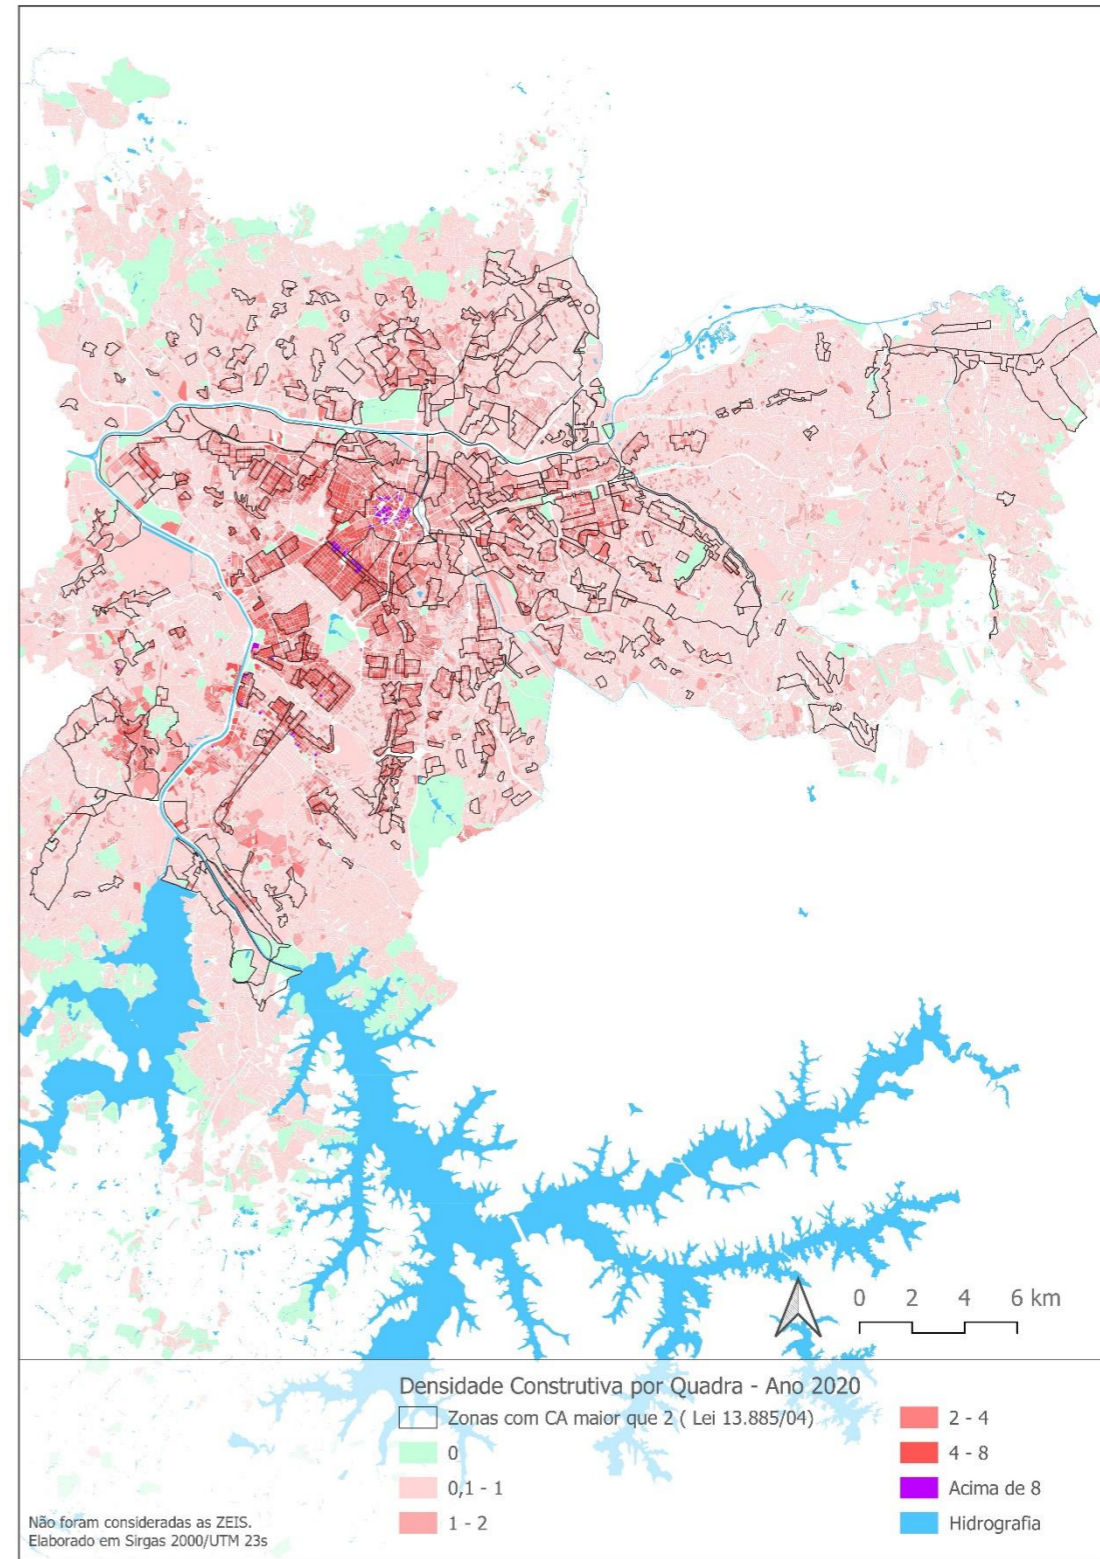 0 2 4 6 km
Densidade Construtiva por Quadra - Ano 2020
Zonas com CA maior que 2 ( Lei 13.885/04)
0
0,1 - 1
1 - 2
2 - 4
4 - 8
Acima de 8
Hidrografia
Não foram consideradas as ZEIS.
Elaborado em Sirgas 2000/UTM 23s